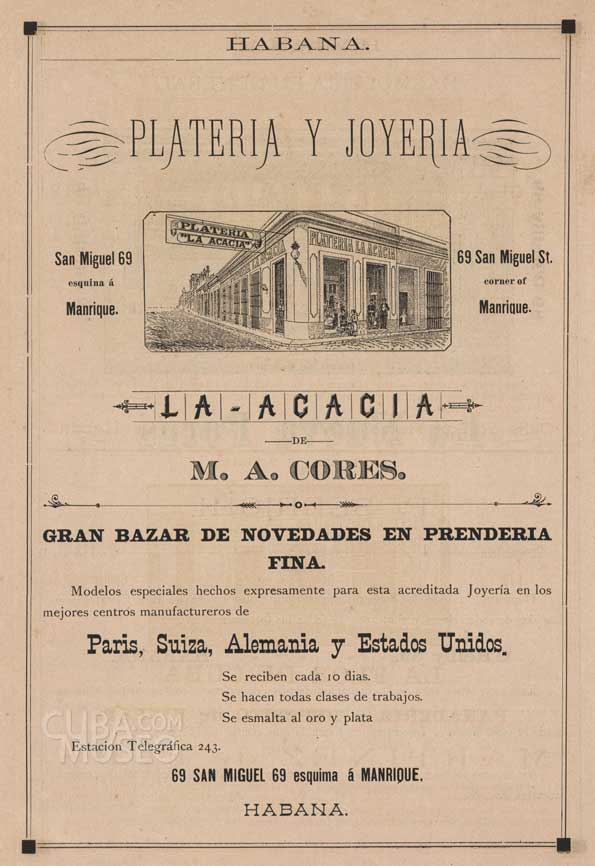 HABANA.
PLATERIA Y JOYERIA
San Miguel 69
esquina á
Manrique.
PLATERIA
"LA ACACIA"
PLATERIA LA ACACIA
69 San Miguel St.
corner of
Manrique.
LA-ACACIA
DE
M. A. CORES.
GRAN BAZAR DE NOVEDADES EN PRENDERIA
FINA.
Modelos especiales hechos expresamente para esta acreditada Joyería en los
mejores centros manufactureros de
Paris, Suiza, Alemania y Estados Unidos.
Se reciben cada 10 dias.
Se hacen todas clases de trabajos.
Se esmalta al oro y plata
CUBA.COM
MUSEO
Estacion Telegráfica 243.
69 SAN MIGUEL 69 esquima á MANRIQUE.
HABANA.